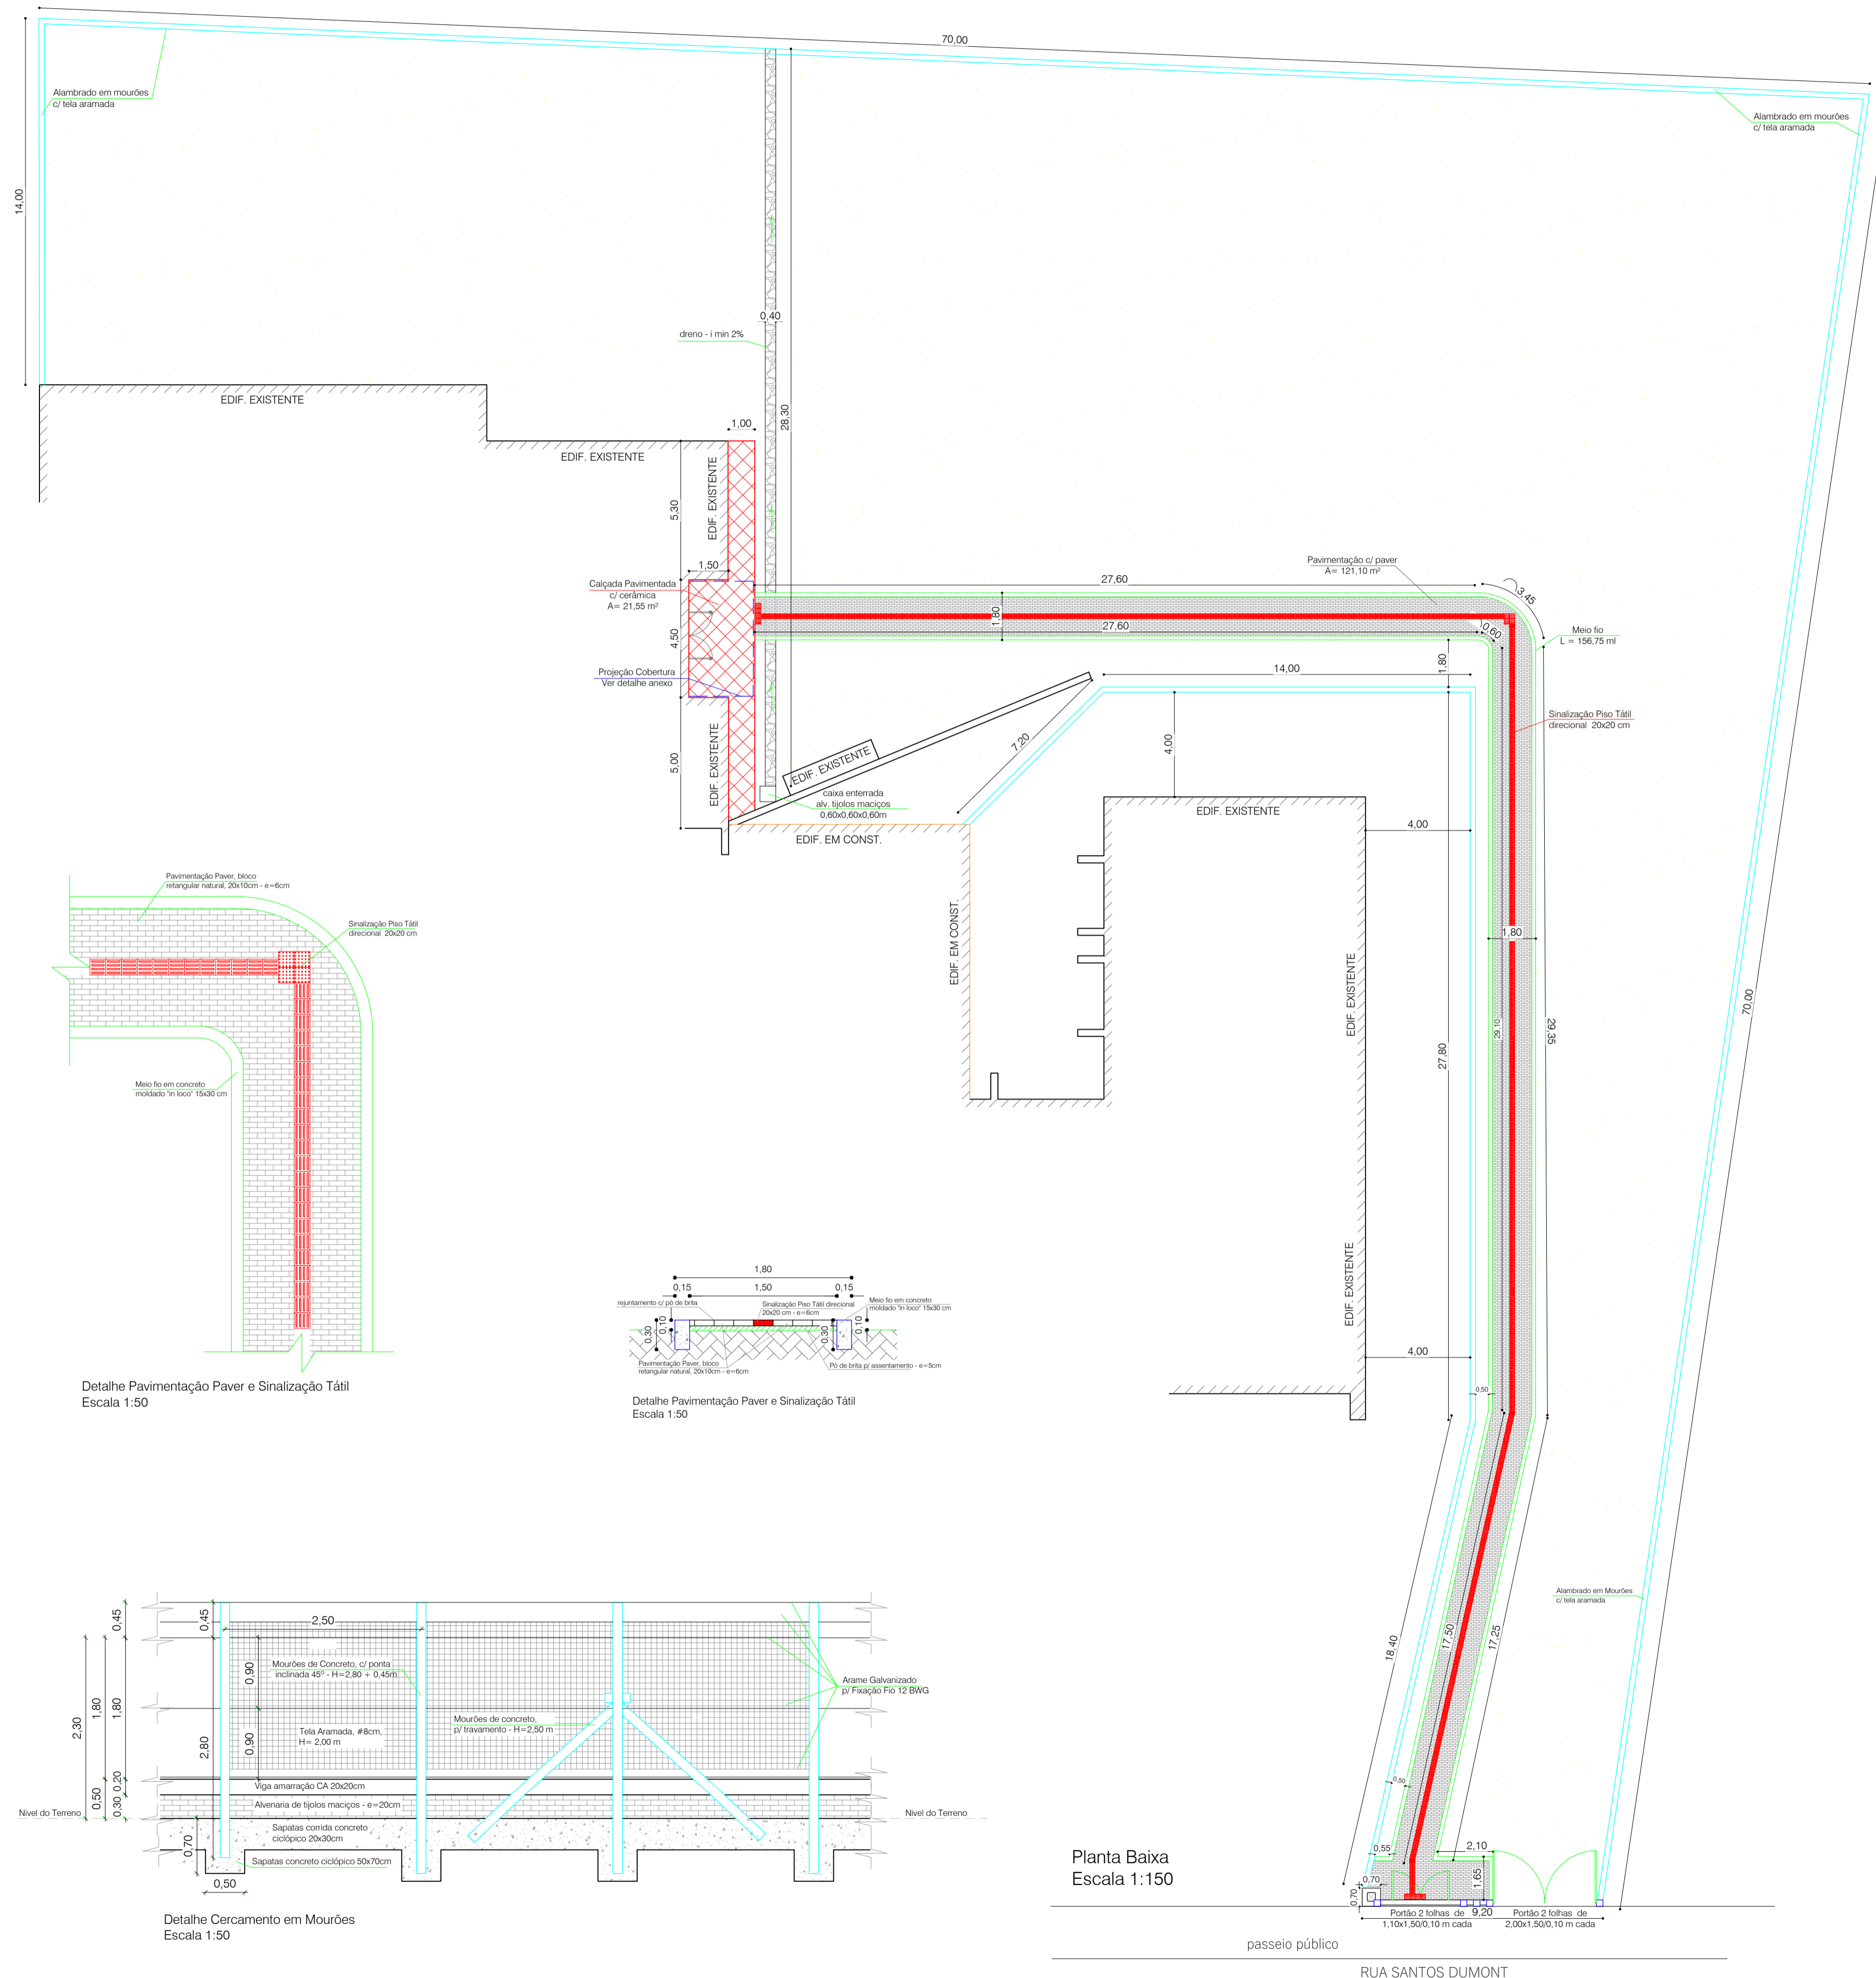 70,00
Alambrado em mourões
c/ tela aramada
Alambrado em mourões
c/ tela aramada
14,00
0,40
dreno - i min 2%
28,30
EDIF. EXISTENTE
1,00
EDIF. EXISTENTE
EDIF. EXISTENTE
5,30
1,50
Calçada Pavimentada
c/ cerâmica
A= 21,55 m²
4,50
Projeção Cobertura
Ver detalhe anexo
5,00
EDIF. EXISTENTE
EDIF. EXISTENTE
caixa enterrada
alv. tijolos maciços
0,60x0,60x0,60m
EDIF. EM CONST.
EDIF. EM CONST.
Pavimentação c/ paver
A= 121,10 m²
27,60
3,45
1,80
27,60
0,60
Meio fio
L = 156,75 ml
14,00
1,80
7,20
4,00
Sinalização Piso Tátil
direcional 20x20 cm
EDIF. EXISTENTE
4,00
EDIF. EXISTENTE
1,80
29,10
29,35
27,80
70,00
EDIF. EXISTENTE
4,00
0,50
Pavimentação Paver, bloco
retangular natural, 20x10cm - e=6cm
Sinalização Piso Tátil
direcional 20x20 cm
Meio fio em concreto
moldado "in loco" 15x30 cm
Detalhe Pavimentação Paver e Sinalização Tátil
Escala 1:50
1,80
0,15
1,50
0,15
rejuntamento c/ pó de brita
Sinalização Piso Tátil direcional
20x20 cm - e=6cm
Meio fio em concreto
moldado "in loco" 15x30 cm
0,30
0,10
0,30
0,10
Pavimentação Paver, bloco
retangular natural, 20x10cm - e=6cm
Pó de brita p/ assentamento - e=5cm
Detalhe Pavimentação Paver e Sinalização Tátil
Escala 1:50
18,40
17,50
17,25
Alambrado em Mourões
c/ tela aramada
0,50
0,55
2,10
0,70
0,70
1,65
Portão 2 folhas de
1,10x1,50/0,10 m cada
9,20
Portão 2 folhas de
2,00x1,50/0,10 m cada
Planta Baixa
Escala 1:150
passeio público
RUA SANTOS DUMONT
0,45
0,45
2,50
0,90
Mourões de Concreto, c/ ponta
inclinada 45º - H=2,80 + 0,45m
Arame Galvanizado
p/ Fixação Fio 12 BWG
2,30
1,80
1,80
2,80
0,90
Tela Aramada, #8cm,
H= 2,00 m
Mourões de concreto,
p/ travamento - H=2,50 m
0,50
0,20
0,30
Viga amarração CA 20x20cm
Alvenaria de tijolos maciços - e=20cm
Nivel do Terreno
Nivel do Terreno
0,70
Sapatas corrida concreto
ciclópico 20x30cm
Sapatas concreto ciclópico 50x70cm
0,50
Detalhe Cercamento em Mourões
Escala 1:50